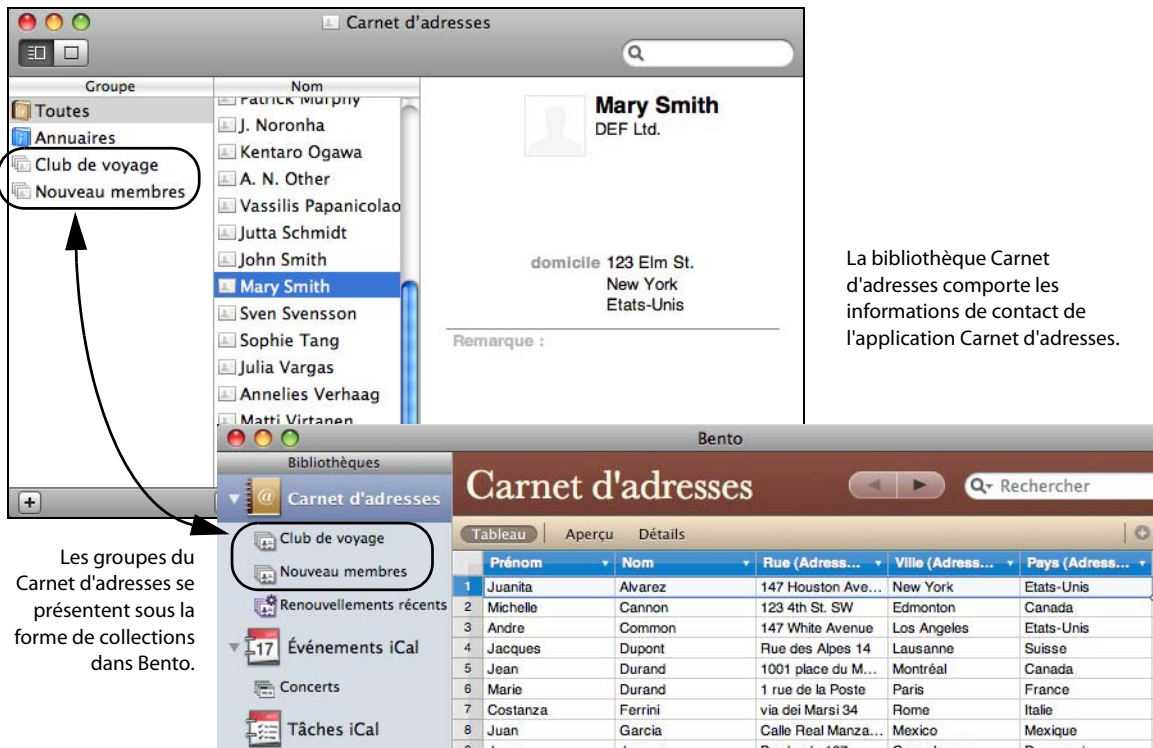 Carnet d'adresses
Groupe
Nom
Toutes
Annuaires
Club de voyage
Nouveau membres
Patrick Murphy
J. Noronha
Kentaro Ogawa
A. N. Other
Vassilis Papanicolao
Jutta Schmidt
John Smith
Mary Smith
Sven Svensson
Sophie Tang
Julia Vargas
Annelies Verhaag
Matti Virtanen
Mary Smith
DEF Ltd.
domicile 123 Elm St.
New York
Etats-Unis
Remarque :
La bibliothèque Carnet
d'adresses comporte les
informations de contact de
l'application Carnet d'adresses.
Les groupes du
Carnet d'adresses se
présentent sous la
forme de collections
dans Bento.
Bento
Bibliothèques
Carnet d'adresses
Club de voyage
Nouveau membres
Renouvellements récents
17 Événements iCal
Concerts
Tâches iCal
Carnet d'adresses
Rechercher
Tableau Aperçu Détails
Prénom Nom Rue (Adress... Ville (Adress... Pays (Adress...
1 Juanita Alvarez 147 Houston Ave... New York Etats-Unis
2 Michelle Cannon 123 4th St. SW Edmonton Canada
3 Andre Common 147 White Avenue Los Angeles Etats-Unis
4 Jacques Dupont Rue des Alpes 14 Lausanne Suisse
5 Jean Durand 1001 place du M... Montréal Canada
6 Marie Durand 1 rue de la Poste Paris France
7 Costanza Ferrini via dei Marsi 34 Rome Italie
8 Juan Garcia Calle Real Manza... Mexico Mexique